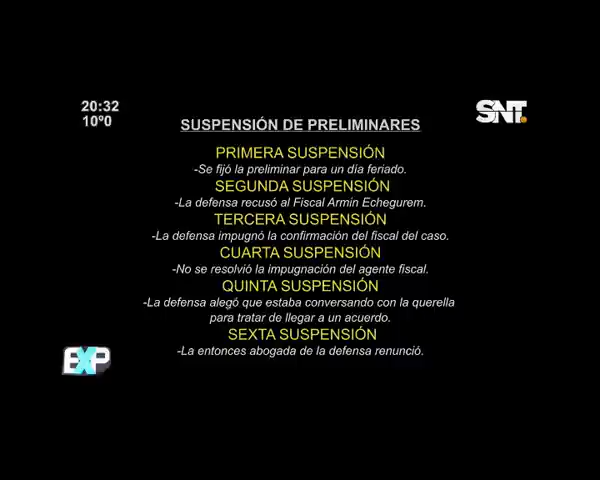 20:32
10º0
SNT.
SUSPENSIÓN DE PRELIMINARES
PRIMERA SUSPENSIÓN
-Se fijó la preliminar para un día feriado.
SEGUNDA SUSPENSIÓN
-La defensa recusó al Fiscal Armin Echegurem.
TERCERA SUSPENSIÓN
-La defensa impugnó la confirmación del fiscal del caso.
CUARTA SUSPENSIÓN
-No se resolvió la impugnación del agente fiscal.
QUINTA SUSPENSIÓN
-La defensa alegó que estaba conversando con la querella
para tratar de llegar a un acuerdo.
SEXTA SUSPENSIÓN
-La entonces abogada de la defensa renunció.
EXP